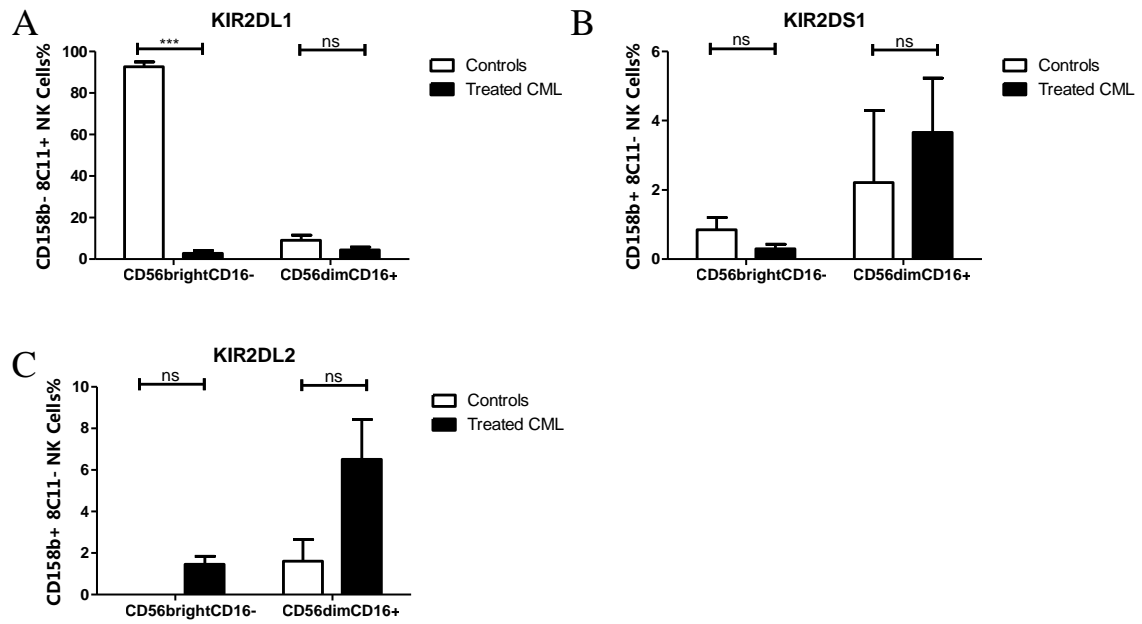 A
KIR2DL1
CD158b- 8C11+ NK Cells%
100
80
60
40
20
0
***
ns
CD56brightCD16-
CD56dimCD16+
Controls
Treated CML
B
KIR2DS1
CD158b+ 8C11- NK Cells%
6
4
2
0
ns
ns
CD56brightCD16-
CD56dimCD16+
Controls
Treated CML
C
KIR2DL2
CD158b+ 8C11- NK Cells%
10
8
6
4
2
0
ns
ns
CD56brightCD16-
CD56dimCD16+
Controls
Treated CML